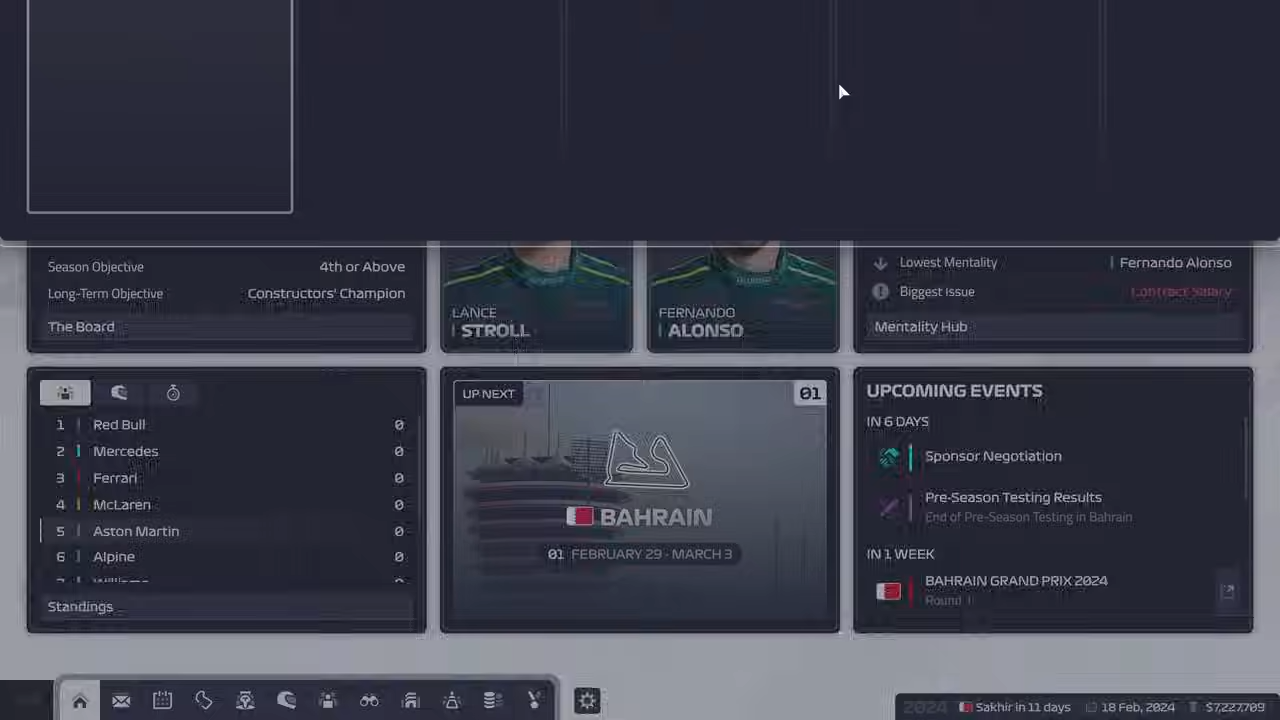 Season Objective 4th or Above
Long-Term Objective Constructors' Champion
The Board
LANCE
STROLL
FERNANDO
ALONSO
Lowest Mentality Fernando Alonso
Biggest Issue Contract Salary
Mentality Hub
1 Red Bull 0
2 Mercedes 0
3 Ferrari 0
4 McLaren 0
5 Aston Martin 0
6 Alpine 0
7 Williams 0
Standings
UP NEXT 01
BAHRAIN
01 FEBRUARY 29 - MARCH 3
UPCOMING EVENTS
IN 6 DAYS
Sponsor Negotiation
Pre-Season Testing Results
End of Pre-Season Testing in Bahrain
IN 1 WEEK
BAHRAIN GRAND PRIX 2024
Round 1
2024 Sakhir in 11 days 18 Feb, 2024 $7,227,709